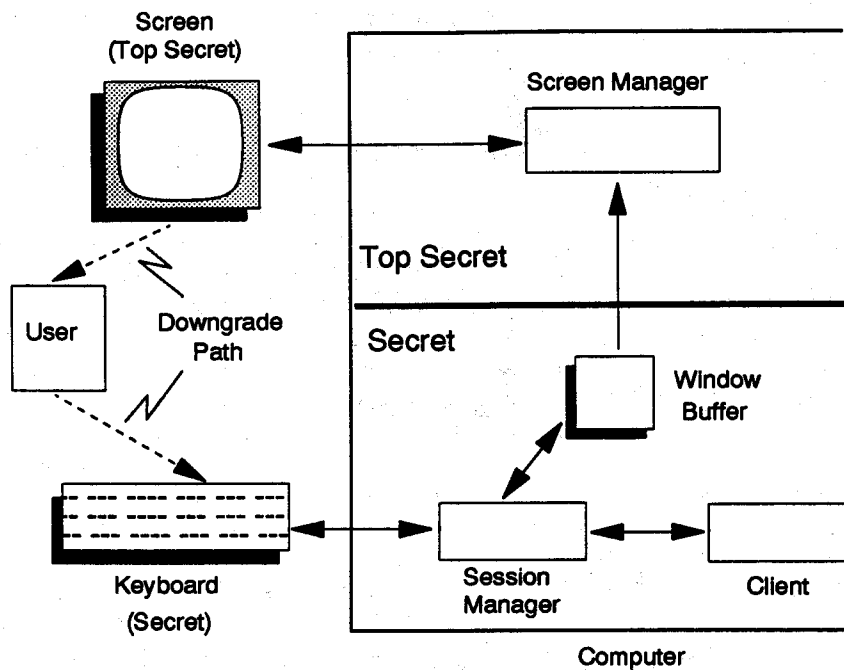 Screen
(Top Secret)
Screen Manager
Top Secret
User
Downgrade
Path
Secret
Window
Buffer
Keyboard
(Secret)
Session
Manager
Client
Computer